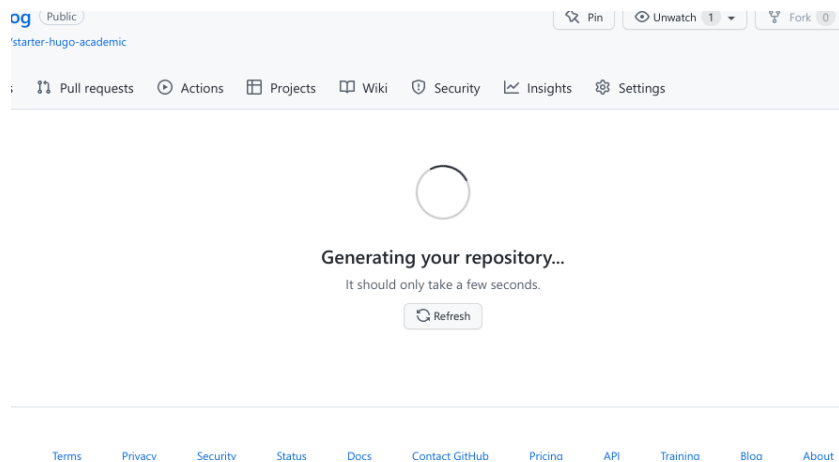 og Public Pin Unwatch 1 Fork 0
/starter-hugo-academic
Pull requests Actions Projects Wiki Security Insights Settings
Generating your repository...
It should only take a few seconds.
Refresh
Terms Privacy Security Status Docs Contact GitHub Pricing API Training Blog About